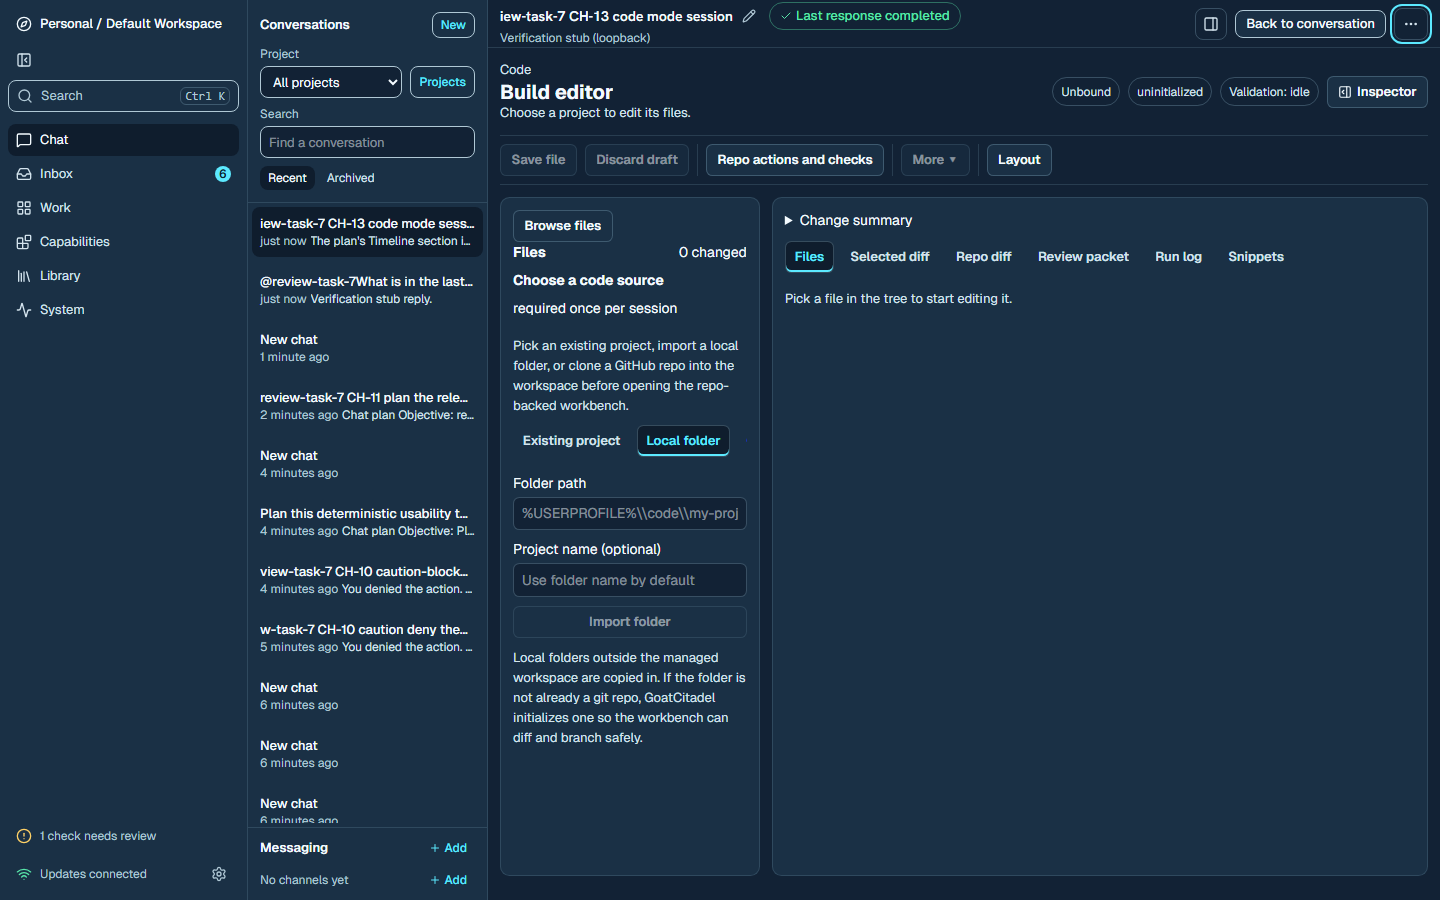 Personal / Default Workspace
Search
Ctrl K
Chat
Inbox
6
Work
Capabilities
Library
System
1 check needs review
Updates connected
Conversations
New
Project
All projects
Projects
Search
Find a conversation
Recent
Archived
iew-task-7 CH-13 code mode sess...
just now The plan's Timeline section i...
@review-task-7What is in the last...
just now Verification stub reply.
New chat
1 minute ago
review-task-7 CH-11 plan the rele...
2 minutes ago Chat plan Objective: re...
New chat
4 minutes ago
Plan this deterministic usability t...
4 minutes ago Chat plan Objective: Pl...
view-task-7 CH-10 caution-block...
4 minutes ago You denied the action. ...
w-task-7 CH-10 caution deny the...
5 minutes ago You denied the action. ...
New chat
6 minutes ago
New chat
6 minutes ago
New chat
6 minutes ago
Messaging
+ Add
No channels yet
+ Add
iew-task-7 CH-13 code mode session
Last response completed
Verification stub (loopback)
Back to conversation
...
Code
Build editor
Choose a project to edit its files.
Unbound
uninitialized
Validation: idle
Inspector
Save file
Discard draft
Repo actions and checks
More
Layout
Browse files
Files
0 changed
Choose a code source
required once per session
Pick an existing project, import a local
folder, or clone a GitHub repo into the
workspace before opening the repo-
backed workbench.
Existing project
Local folder
Folder path
%USERPROFILE%\\code\\my-proj
Project name (optional)
Use folder name by default
Import folder
Local folders outside the managed
workspace are copied in. If the folder is
not already a git repo, GoatCitadel
initializes one so the workbench can
diff and branch safely.
Change summary
Files
Selected diff
Repo diff
Review packet
Run log
Snippets
Pick a file in the tree to start editing it.